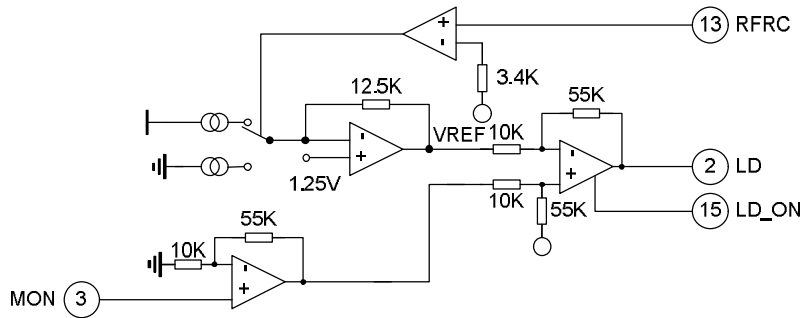 13 RFRC
+
-
3.4K
12.5K
55K
VREF 10K
-
+
1.25V
-
+
2 LD
10K
55K
15 LD_ON
55K
10K
-
+
MON 3